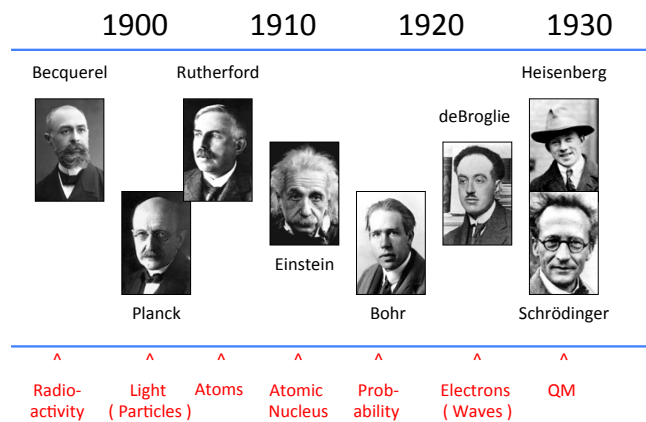 1900 1910 1920 1930
Becquerel Rutherford Heisenberg
deBroglie
Einstein
Planck Bohr Schrödinger
^ ^ ^ ^ ^ ^ ^
Radio- Light Atoms Atomic Prob- Electrons QM
activity ( Particles ) Nucleus ability ( Waves )